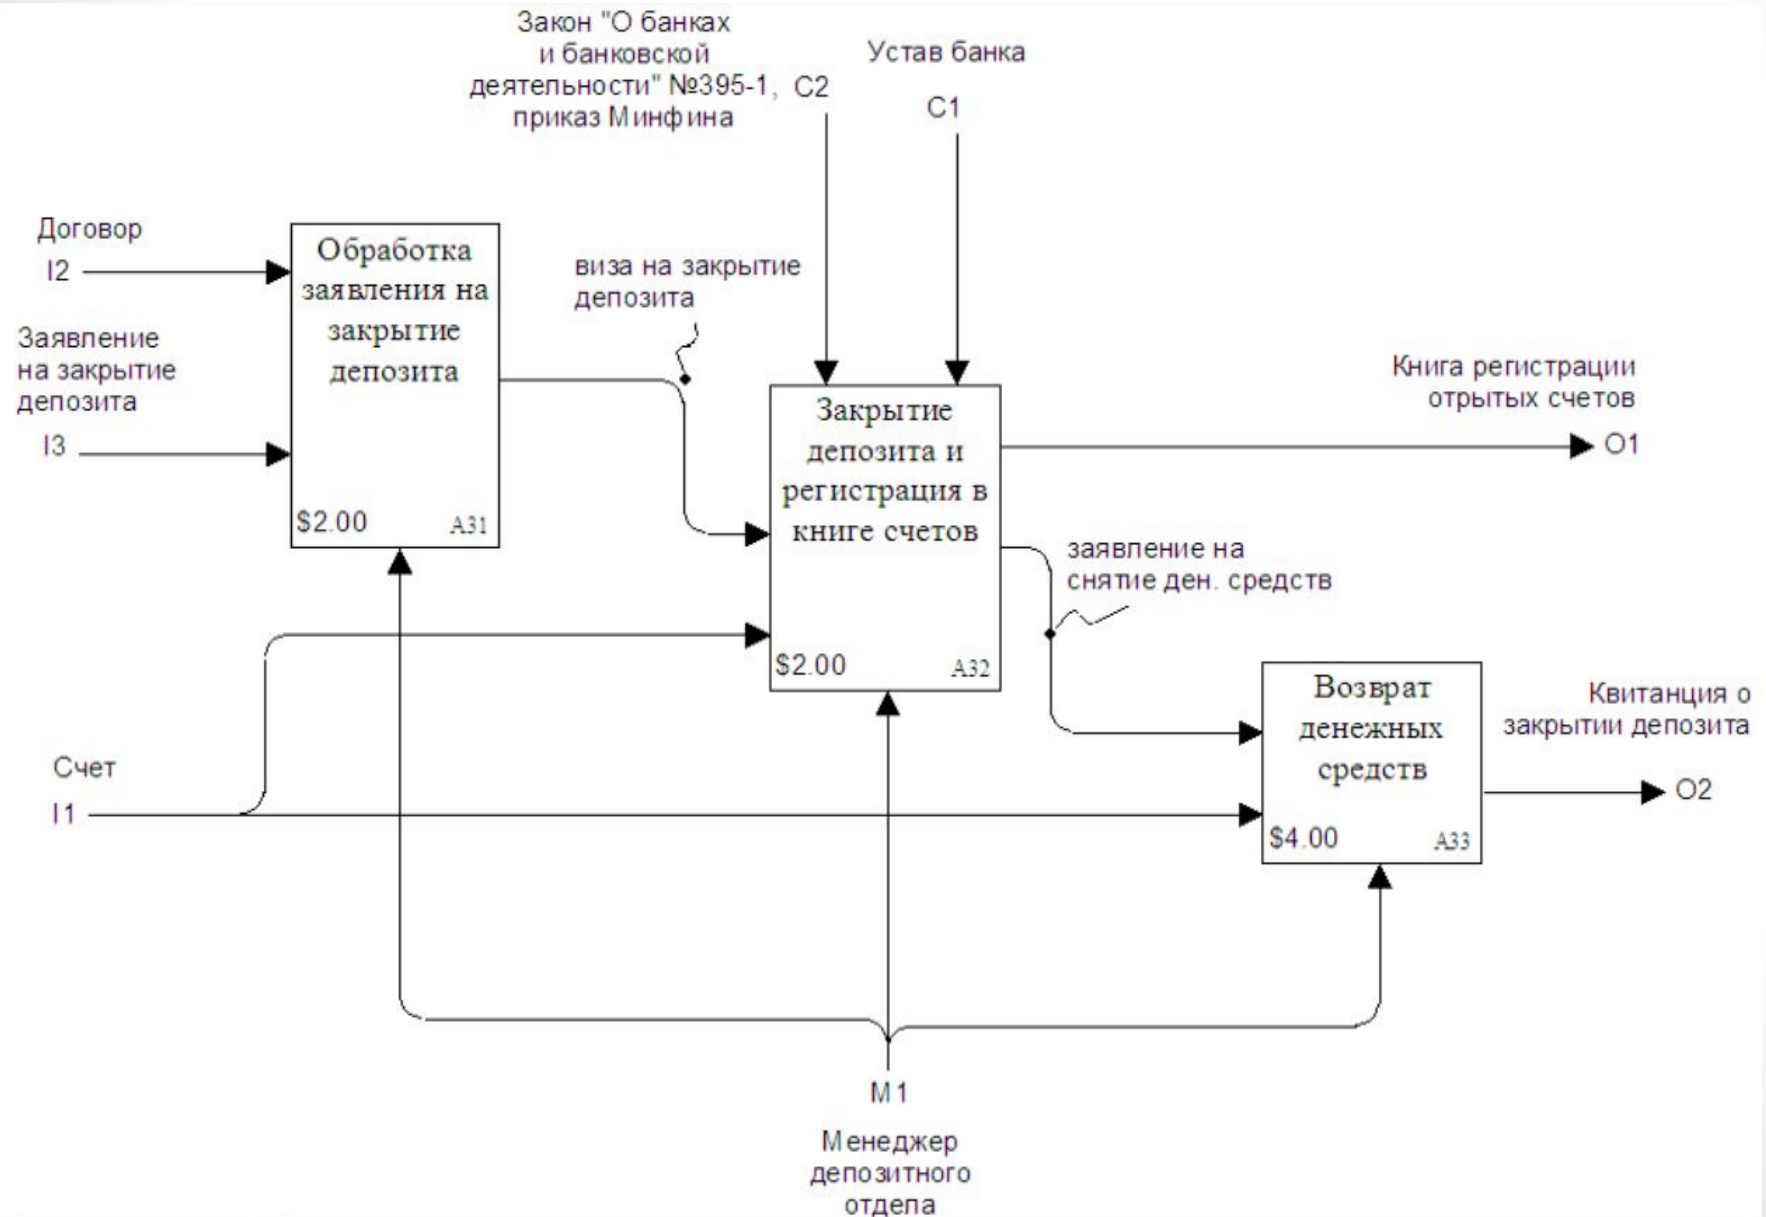 Закон "О банках
и банковской
деятельности" №395-1,
приказ Минфина
C2
Устав банка
C1
Договор
I2
Заявление
на закрытие
депозита
I3
Обработка
заявления на
закрытие
депозита
$2.00 A31
виза на закрытие
депозита
Закрытие
депозита и
регистрация в
книге счетов
$2.00 A32
Книга регистрации
отрытых счетов
O1
заявление на
снятие ден. средств
Счет
I1
Возврат
денежных
средств
$4.00 A33
Квитанция о
закрытии депозита
O2
M1
Менеджер
депозитного
отдела